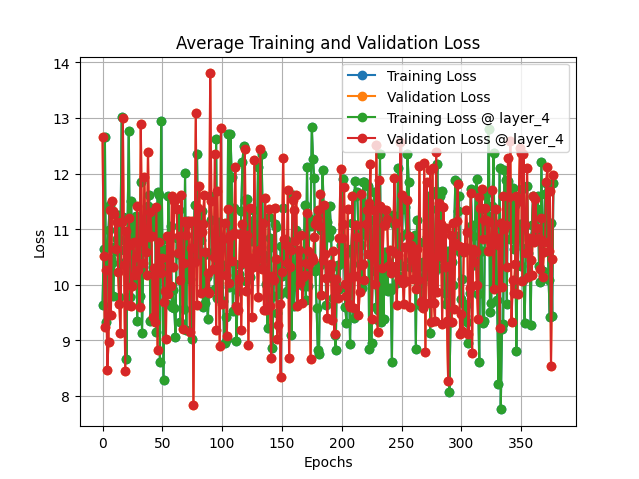 Average Training and Validation Loss
Training Loss
Validation Loss
Training Loss @ layer_4
Validation Loss @ layer_4
14
13
12
11
10
9
8
Loss
0 50 100 150 200 250 300 350
Epochs